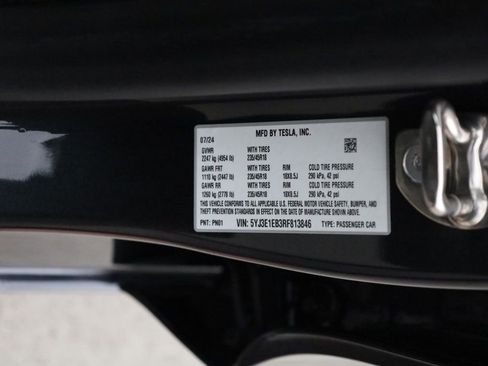 MFD BY TESLA, INC.
07/24
GVWR WITH TIRES
2247 kg (4954 lb) 235/45R18
GAWR FRT WITH TIRES RIM COLD TIRE PRESSURE
1110 kg (2447 lb) 235/45R18 18X8.5J 290 kPa, 42 psi
GAWR RR WITH TIRES RIM COLD TIRE PRESSURE
1260 kg (2778 lb) 235/45R18 18X8.5J 290 kPa, 42 psi
THIS VEHICLE CONFORMS TO ALL APPLICABLE U.S. FEDERAL MOTOR VEHICLE SAFETY, BUMPER, AND
THEFT PREVENTION STANDARDS IN EFFECT ON THE DATE OF MANUFACTURE SHOWN ABOVE.
PNT: PN01 VIN: 5YJ3E1EB3RF813846 TYPE: PASSENGER CAR